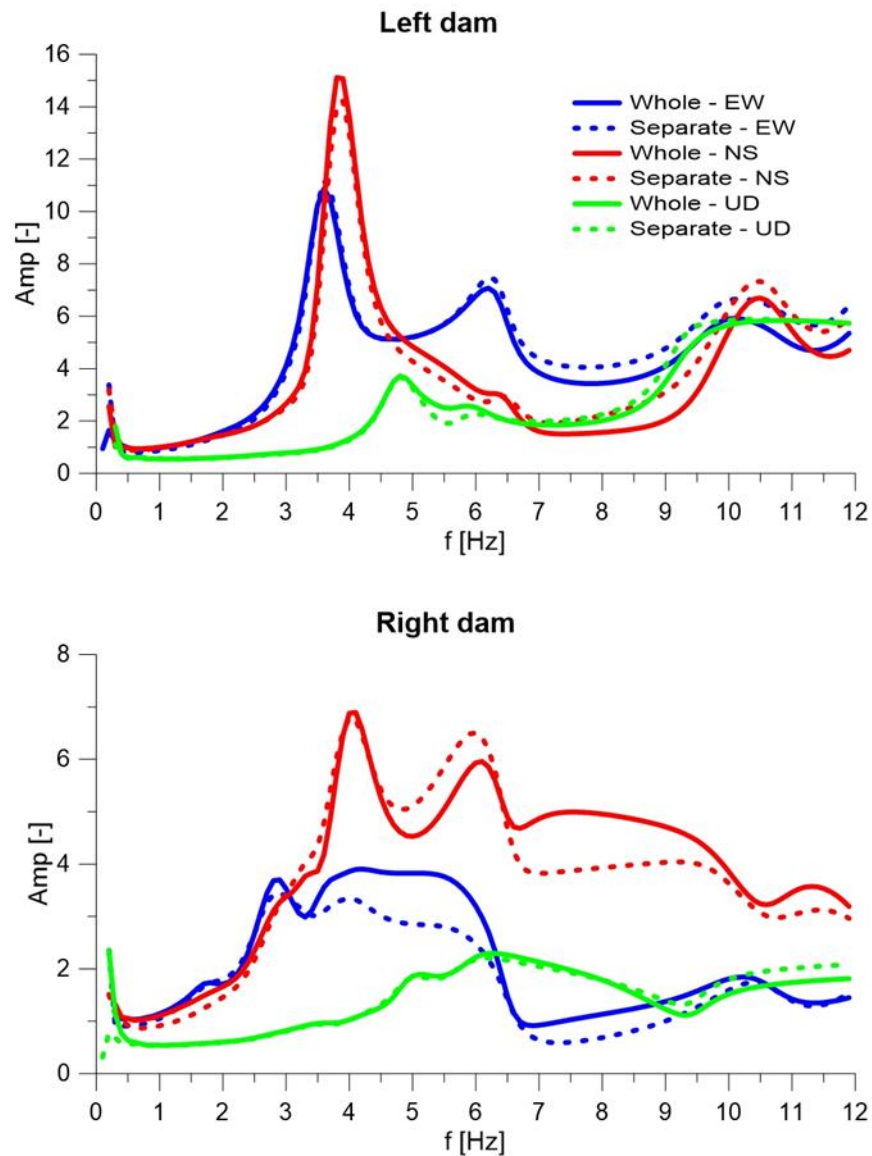 Left dam
16
14
12
10
8
6
4
2
0
Amp [-]
Whole - EW
Separate - EW
Whole - NS
Separate - NS
Whole - UD
Separate - UD
0 1 2 3 4 5 6 7 8 9 10 11 12
f [Hz]
Right dam
8
6
4
2
0
Amp [-]
0 1 2 3 4 5 6 7 8 9 10 11 12
f [Hz]